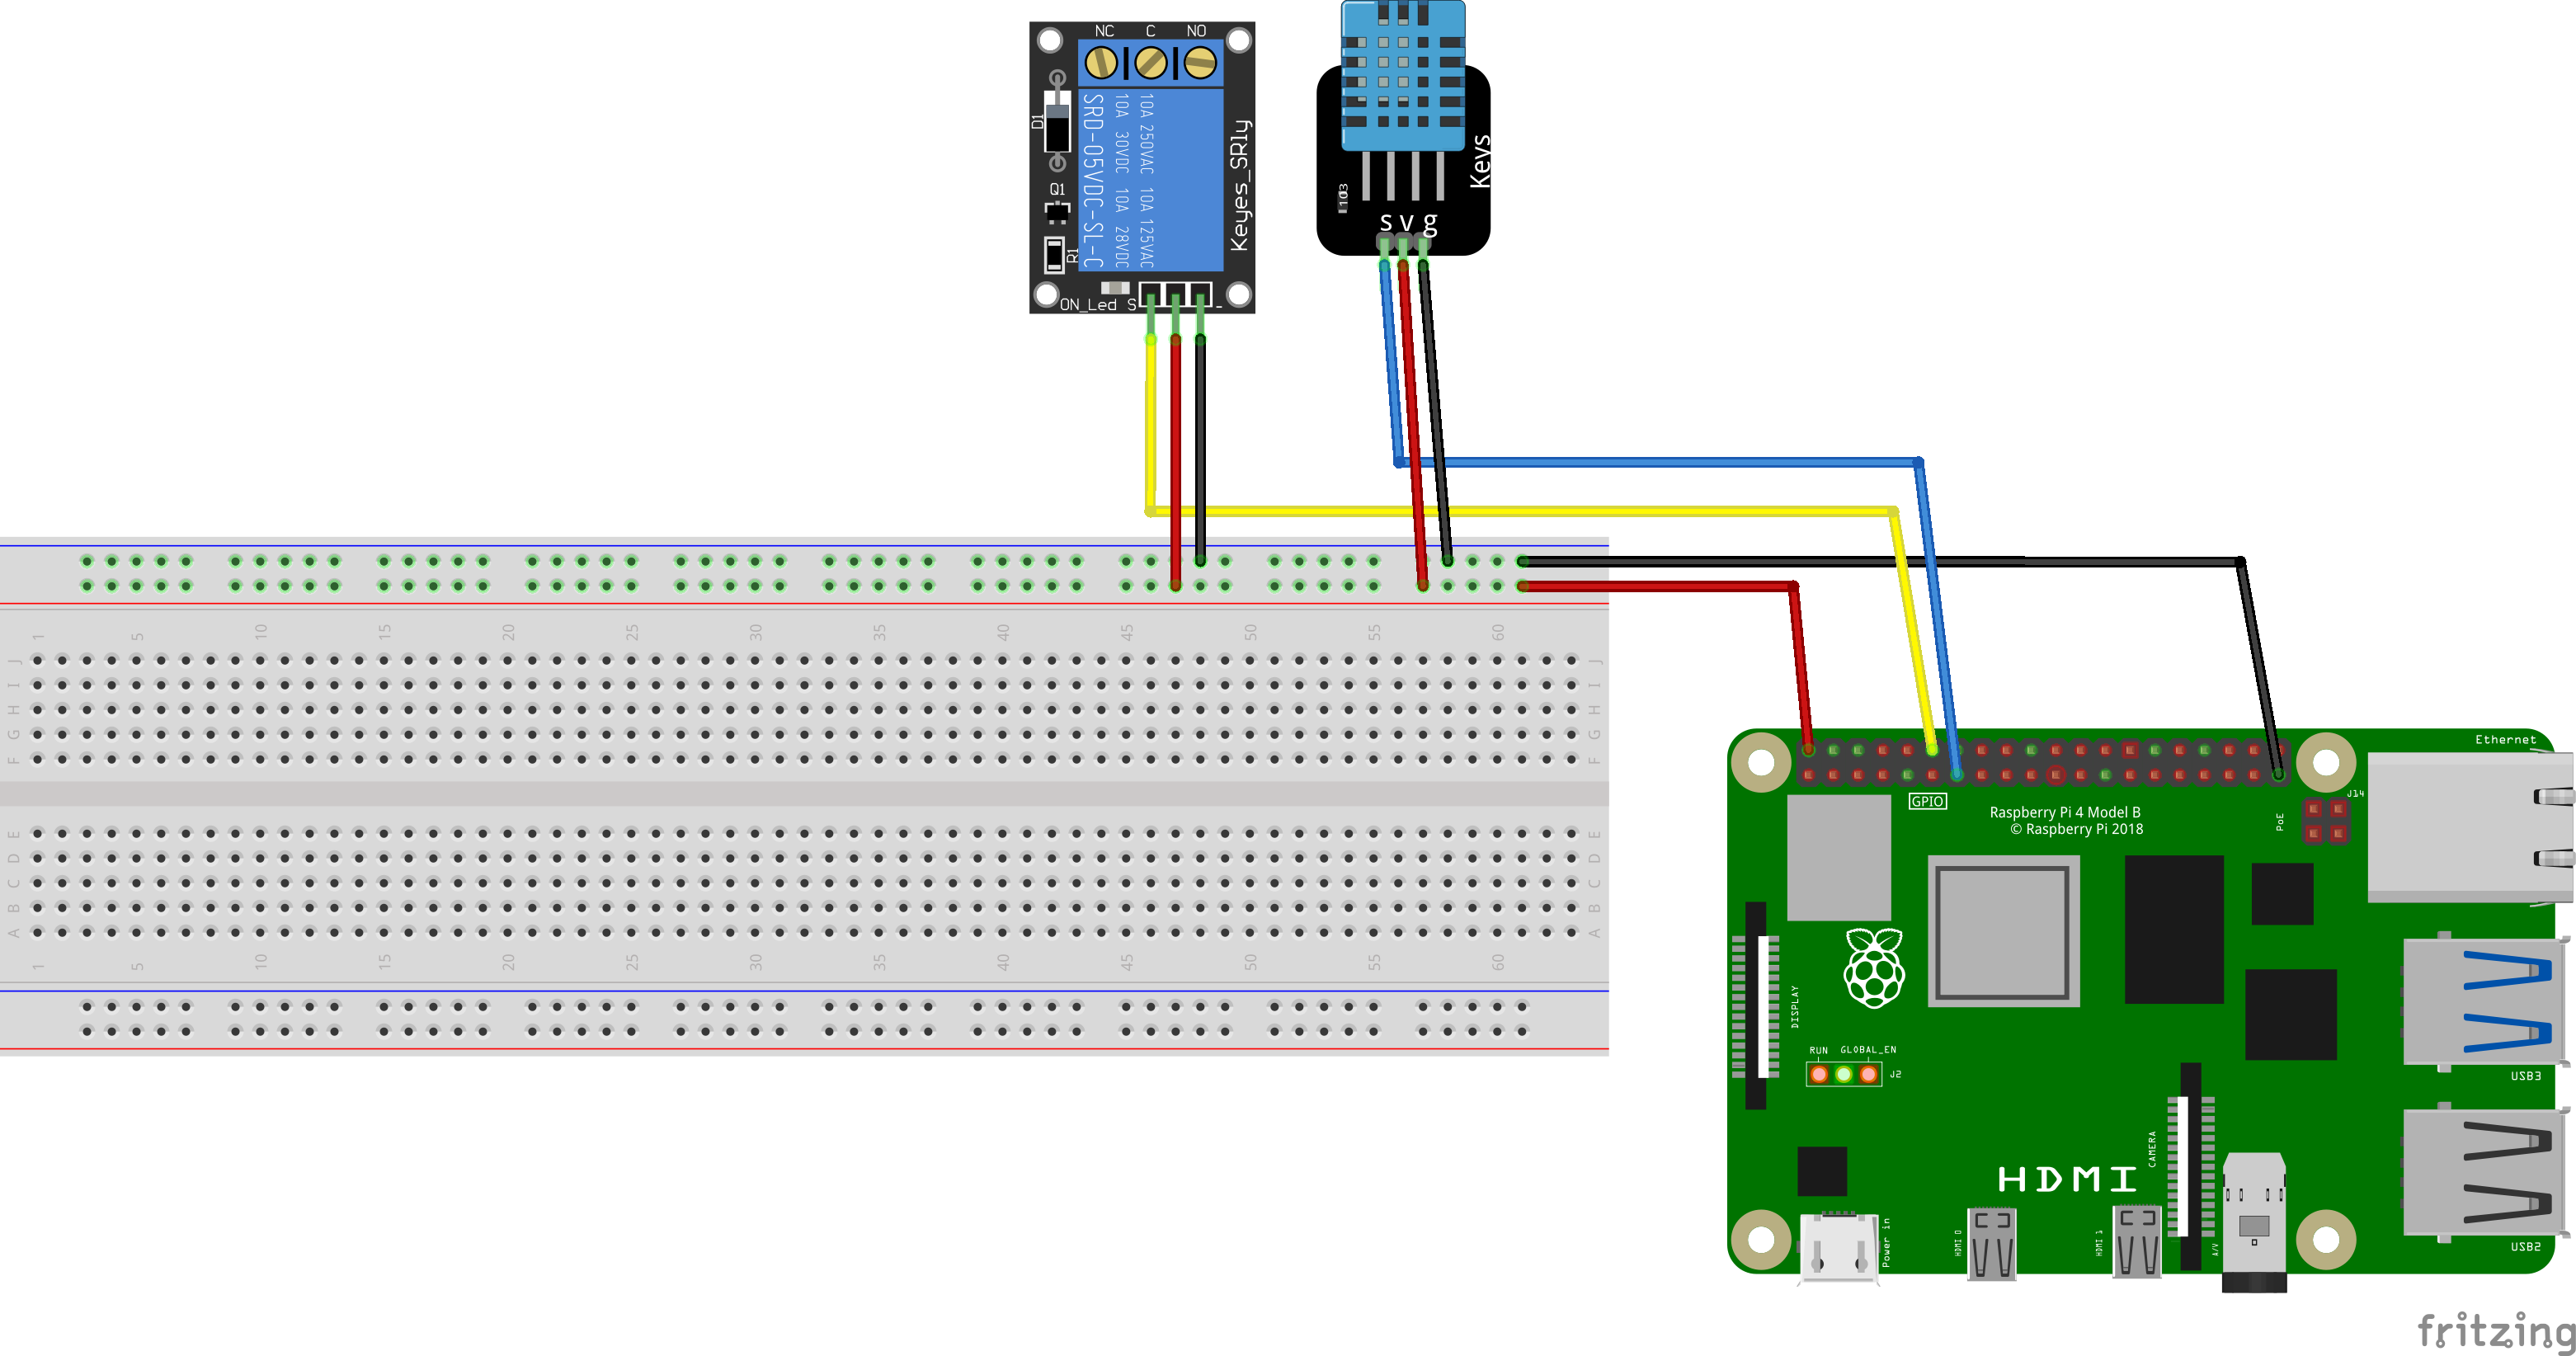 NC C NO
D1
Q1
R1
SRD-05VDC-SL-C
10A 30VDC 10A 28VDC
10A 250VAC 10A 125VAC
Keyes_SRly
ON_Led S -
103
Keys
s v g
1 5 10 15 20 25 30 35 40 45 50 55 60
J J
I I
H H
G G
F F
E E
D D
C C
B B
A A
1 5 10 15 20 25 30 35 40 45 50 55 60
Ethernet
J14
GPIO
PoE
Raspberry Pi 4 Model B
© Raspberry Pi 2018
DISPLAY
RUN GLOBAL_EN
J2
USB3
CAMERA
HDMI
Power in
HDMI 0
HDMI 1
A/V
USB2
fritzing